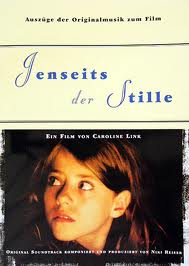 Auszüge der Originalmusik zum Film
Jenseits
der Stille
EIN FILM VON CAROLINE LINK
ORIGINAL SOUNDTRACK KOMPONIERT UND PRODUZIERT VON NIKI REISER